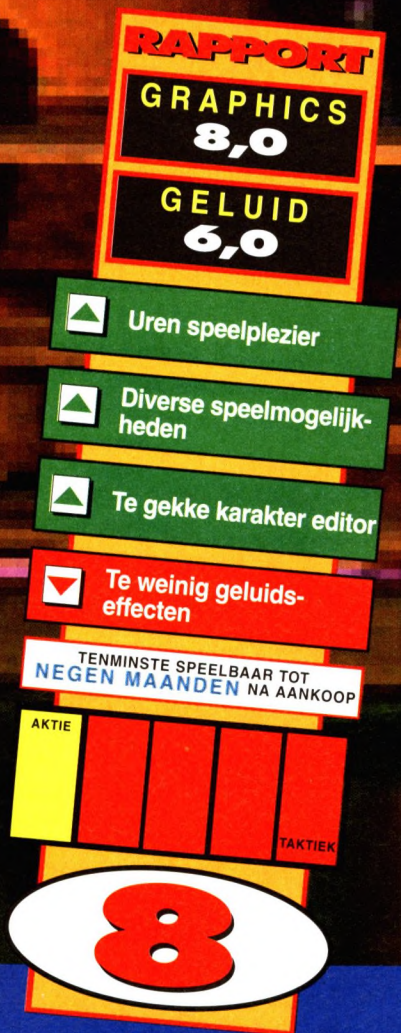 RAPPORT
GRAPHICS
8,0
GELUID
6,0
Uren speelplezier
Diverse speelmogelijk-
heden
Te gekke karakter editor
Te weinig geluids-
effecten
TENMINSTE SPEELBAAR TOT
NEGEN MAANDEN NA AANKOOP
AKTIE
TAKTIEK
8